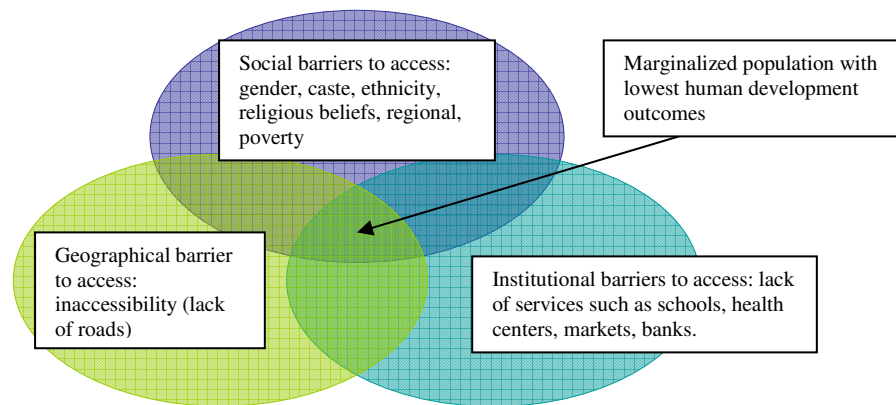 Social barriers to access:
gender, caste, ethnicity,
religious beliefs, regional,
poverty
Marginalized population with
lowest human development
outcomes
Geographical barrier
to access:
inaccessibility (lack
of roads)
Institutional barriers to access: lack
of services such as schools, health
centers, markets, banks.